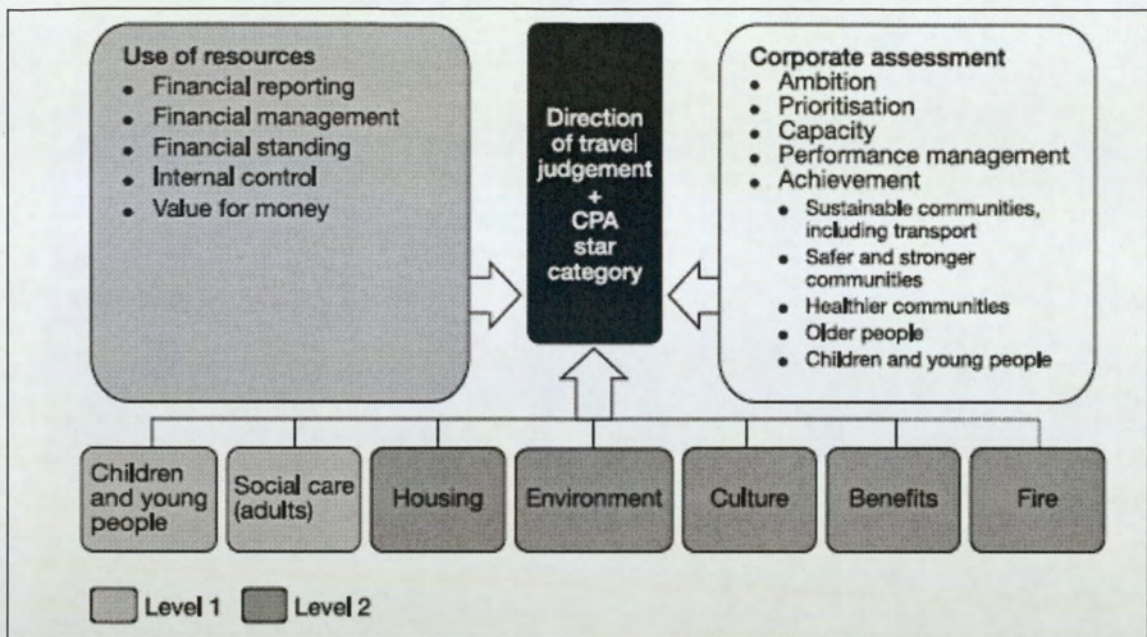 Use of resources
• Financial reporting
• Financial management
• Financial standing
• Internal control
• Value for money
Direction
of travel
judgement
+
CPA
star
category
Corporate assessment
• Ambition
• Prioritisation
• Capacity
• Performance management
• Achievement
• Sustainable communities,
including transport
• Safer and stronger
communities
• Healthier communities
• Older people
• Children and young people
Children
and young
people
Social care
(adults)
Housing
Environment
Culture
Benefits
Fire
Level 1
Level 2